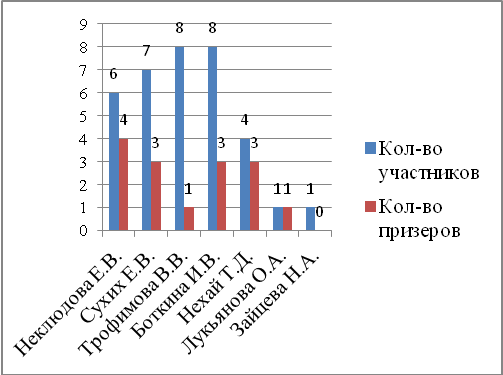 9
8
7
6
5
4
3
2
1
0
6
4
7
3
8
1
8
3
4
3
1
1
1
0
Неклюдова Е.В.
Сухих Е.В.
Трофимова В.В.
Боткина И.В.
Нехай Т.Д.
Лукьянова О.А.
Зайцева Н.А.
Кол-во
участников
Кол-во
призеров